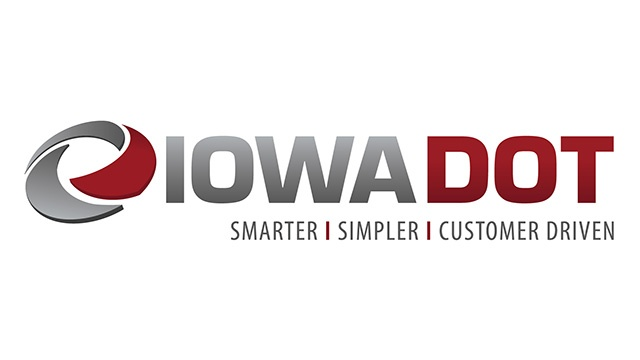 IOWADOT
SMARTER | SIMPLER | CUSTOMER DRIVEN